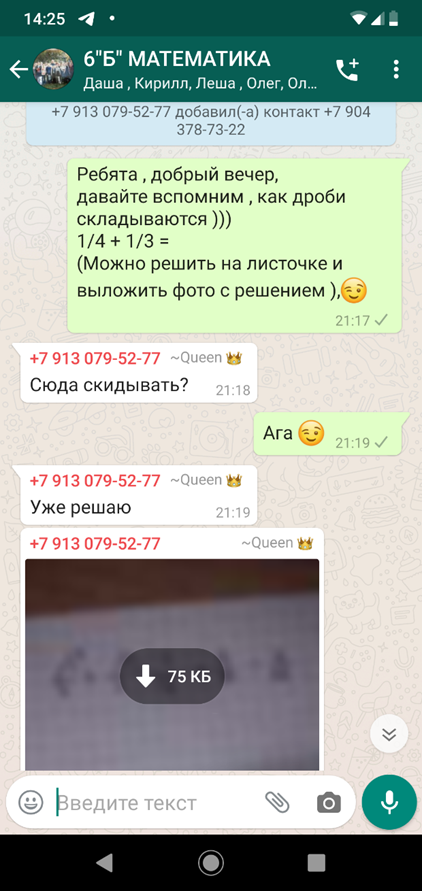 14:25
6"Б" МАТЕМАТИКА
Даша , Кирилл, Леша , Олег, Ол...
+7 913 079-52-77 добавил(-а) контакт +7 904
378-73-22
Ребята , добрый вечер,
давайте вспомним , как дроби
складываются )))
1/4 + 1/3 =
(Можно решить на листочке и
выложить фото с решением ),
21:17
+7 913 079-52-77 ~Queen
Сюда скидывать?
21:18
Ага
21:19
+7 913 079-52-77 ~Queen
Уже решаю
21:19
+7 913 079-52-77 ~Queen
75 КБ
Введите текст